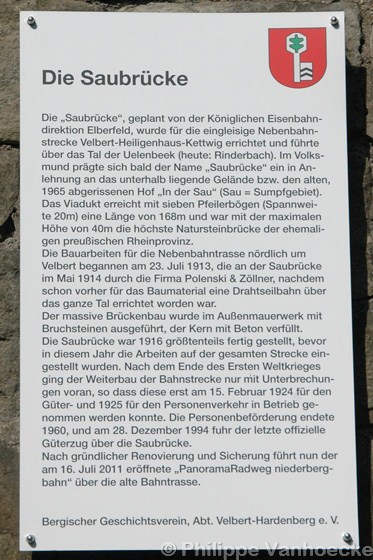 Die Saubrücke
Die „Saubrücke“, geplant von der Königlichen Eisenbahn-
direktion Elberfeld, wurde für die eingleisige Nebenbahn-
strecke Velbert-Heiligenhaus-Kettwig errichtet und führte
über das Tal der Uelenbeek (heute: Rinderbach). Im Volks-
mund prägte sich bald der Name „Saubrücke“ ein in An-
lehnung an das unterhalb liegende Gelände bzw. den alten,
1965 abgerissenen Hof „In der Sau“ (Sau = Sumpfgebiet).
Das Viadukt erreicht mit sieben Pfeilerbögen (Spannwei-
te 20m) eine Länge von 168m und war mit der maximalen
Höhe von 40m die höchste Natursteinbrücke der ehemali-
gen preußischen Rheinprovinz.
Die Bauarbeiten für die Nebenbahntrasse nördlich um
Velbert begannen am 23. Juli 1913, die an der Saubrücke
im Mai 1914 durch die Firma Polenski & Zöllner, nachdem
schon vorher für das Baumaterial eine Drahtseilbahn über
das ganze Tal errichtet worden war.
Der massive Brückenbau wurde im Außenmauerwerk mit
Bruchsteinen ausgeführt, der Kern mit Beton verfüllt.
Die Saubrücke war 1916 größtenteils fertig gestellt, bevor
in diesem Jahr die Arbeiten auf der gesamten Strecke ein-
gestellt wurden. Nach dem Ende des Ersten Weltkrieges
ging der Weiterbau der Bahnstrecke nur mit Unterbrechun-
gen voran, so dass diese erst am 15. Februar 1924 für den
Güter- und 1925 für den Personenverkehr in Betrieb ge-
nommen werden konnte. Die Personenbeförderung endete
1960, und am 28. Dezember 1994 fuhr der letzte offizielle
Güterzug über die Saubrücke.
Nach gründlicher Renovierung und Sicherung führt nun der
am 16. Juli 2011 eröffnete „PanoramaRadweg niederberg-
bahn“ über die alte Bahntrasse.
Bergischer Geschichtsverein, Abt. Velbert-Hardenberg e. V.
© Philippe Vanhoecke